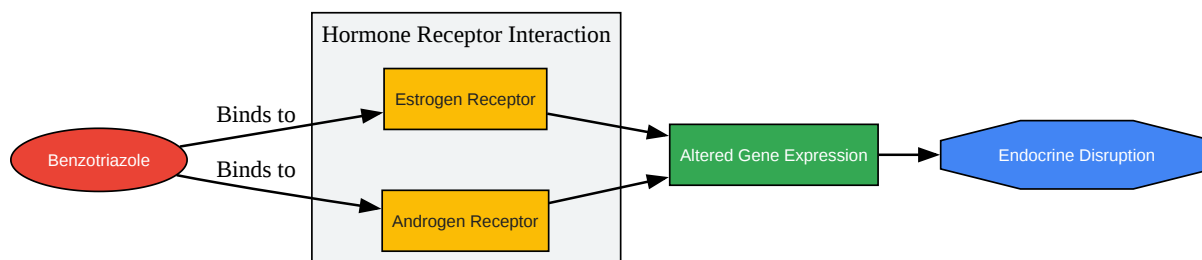 Hormone Receptor Interaction
Binds to
Estrogen Receptor
Benzotriazole
Altered Gene Expression
Endocrine Disruption
Binds to
Androgen Receptor